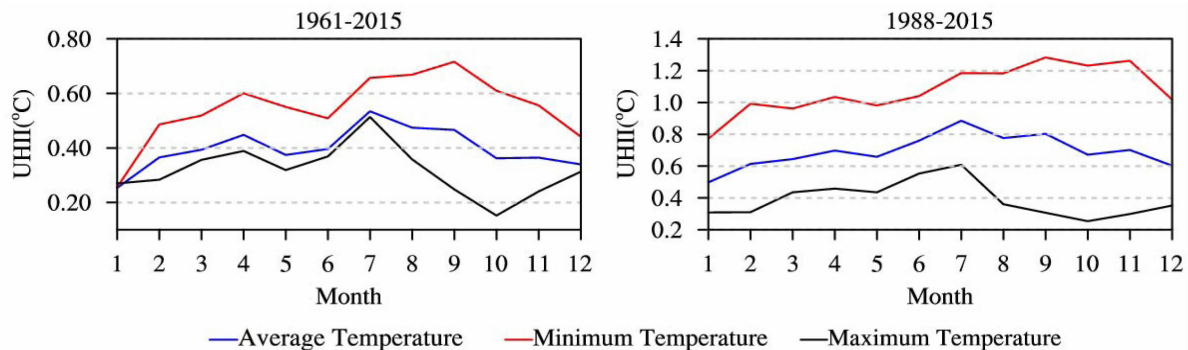 1961-2015
0.80
0.60
0.40
0.20
UHII(°C)
1 2 3 4 5 6 7 8 9 10 11 12
Month
1988-2015
1.4
1.2
1.0
0.8
0.6
0.4
0.2
UHII(°C)
1 2 3 4 5 6 7 8 9 10 11 12
Month
Average Temperature Minimum Temperature Maximum Temperature